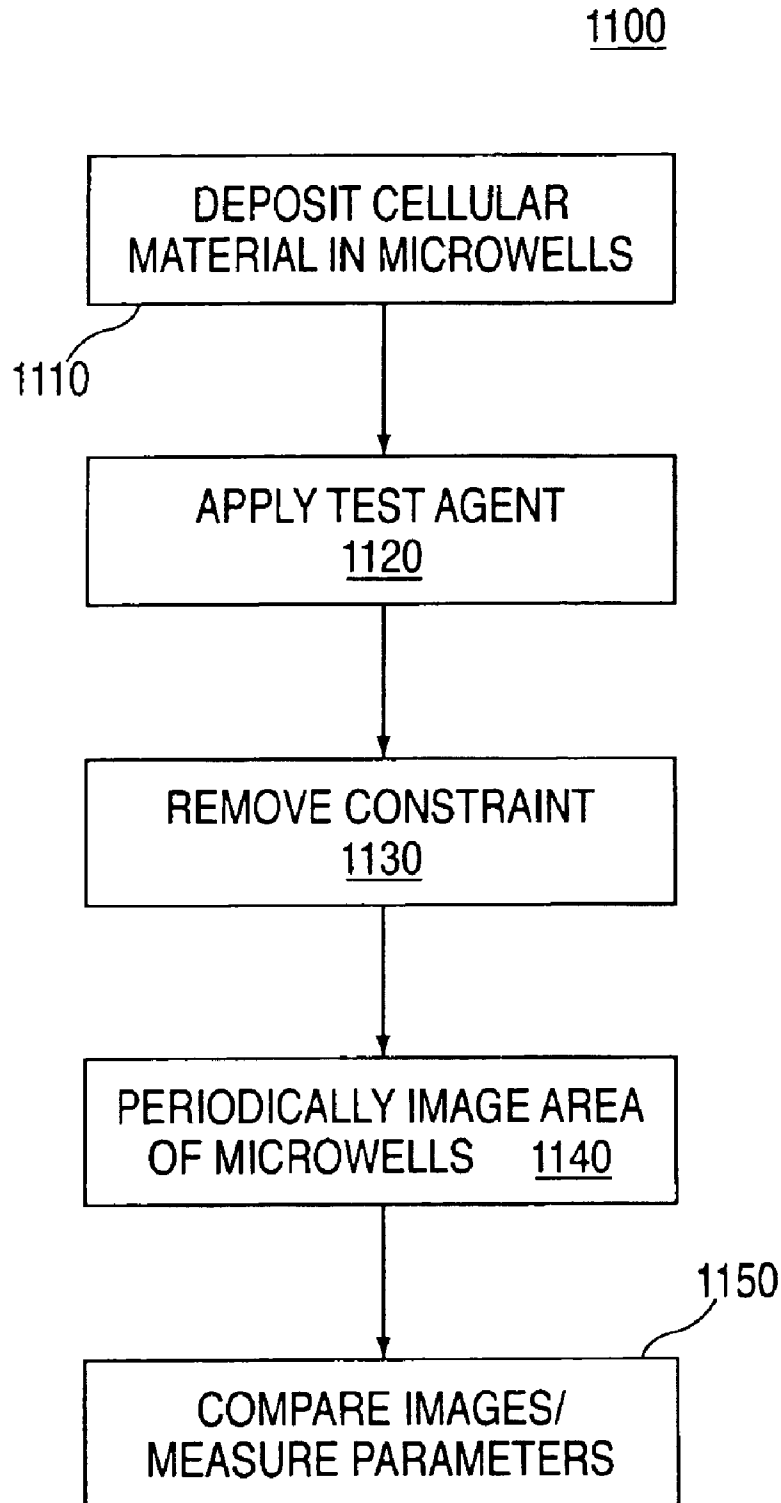 1100
DEPOSIT CELLULAR
MATERIAL IN MICROWELLS
1110
APPLY TEST AGENT
1120
REMOVE CONSTRAINT
1130
PERIODICALLY IMAGE AREA
OF MICROWELLS 1140
1150
COMPARE IMAGES/
MEASURE PARAMETERS